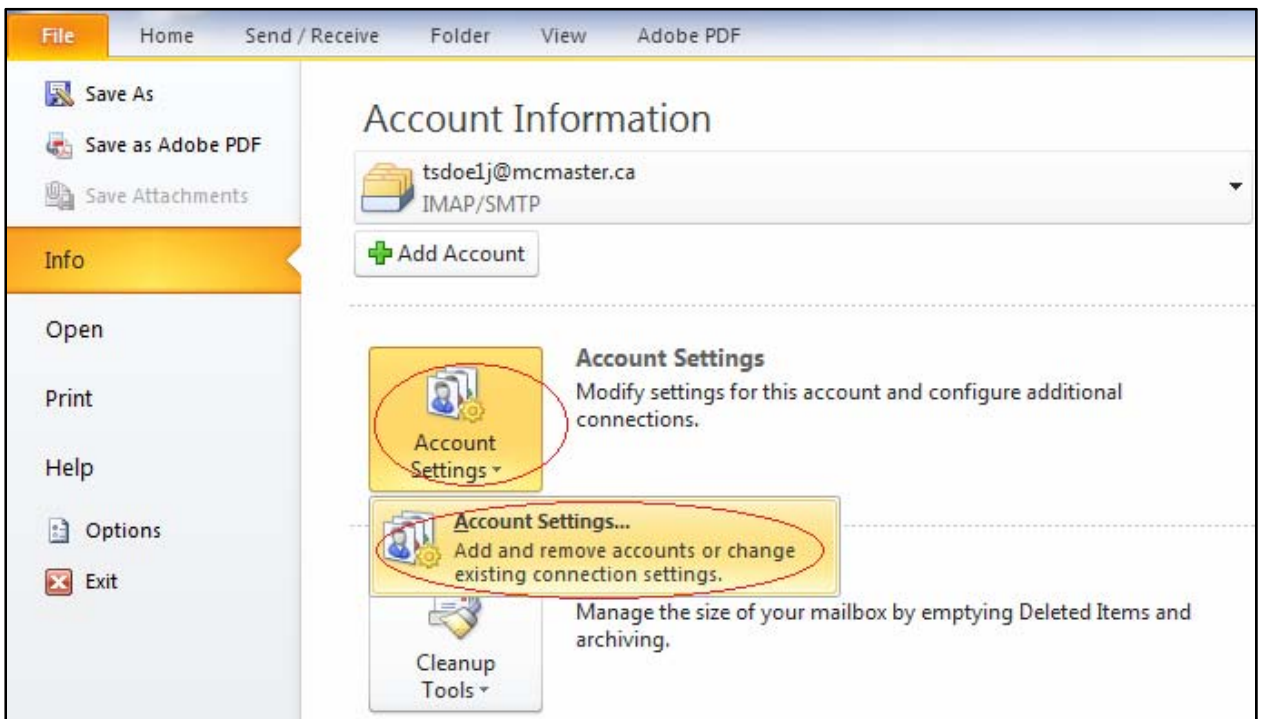 File Home Send / Receive Folder View Adobe PDF
Save As
Save as Adobe PDF
Save Attachments
Info
Open
Print
Help
Options
Exit
Account Information
tsdoe1j@mcmaster.ca
IMAP/SMTP
Add Account
Account
Settings
Account Settings
Modify settings for this account and configure additional
connections.
Account Settings...
Add and remove accounts or change
existing connection settings.
Cleanup
Tools
Manage the size of your mailbox by emptying Deleted Items and
archiving.